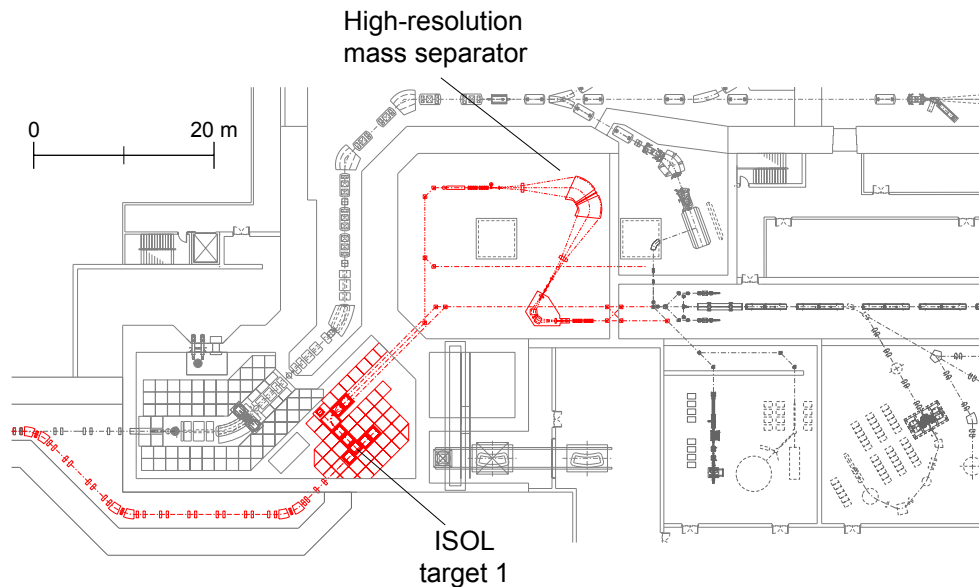 High-resolution
mass separator
0
20 m
ISOL
target 1